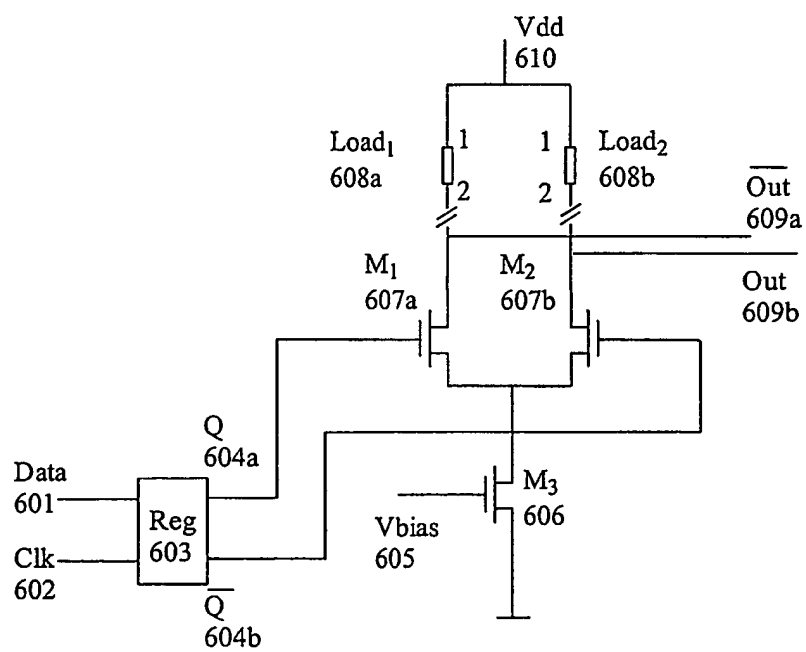 Vdd
610
Load₁
608a
1
2
1
2
Load₂
608b
O̅u̅t̅
609a
Out
609b
M₁
607a
M₂
607b
Q
604a
Data
601
Clk
602
Reg
603
Q̅
604b
Vbias
605
M₃
606